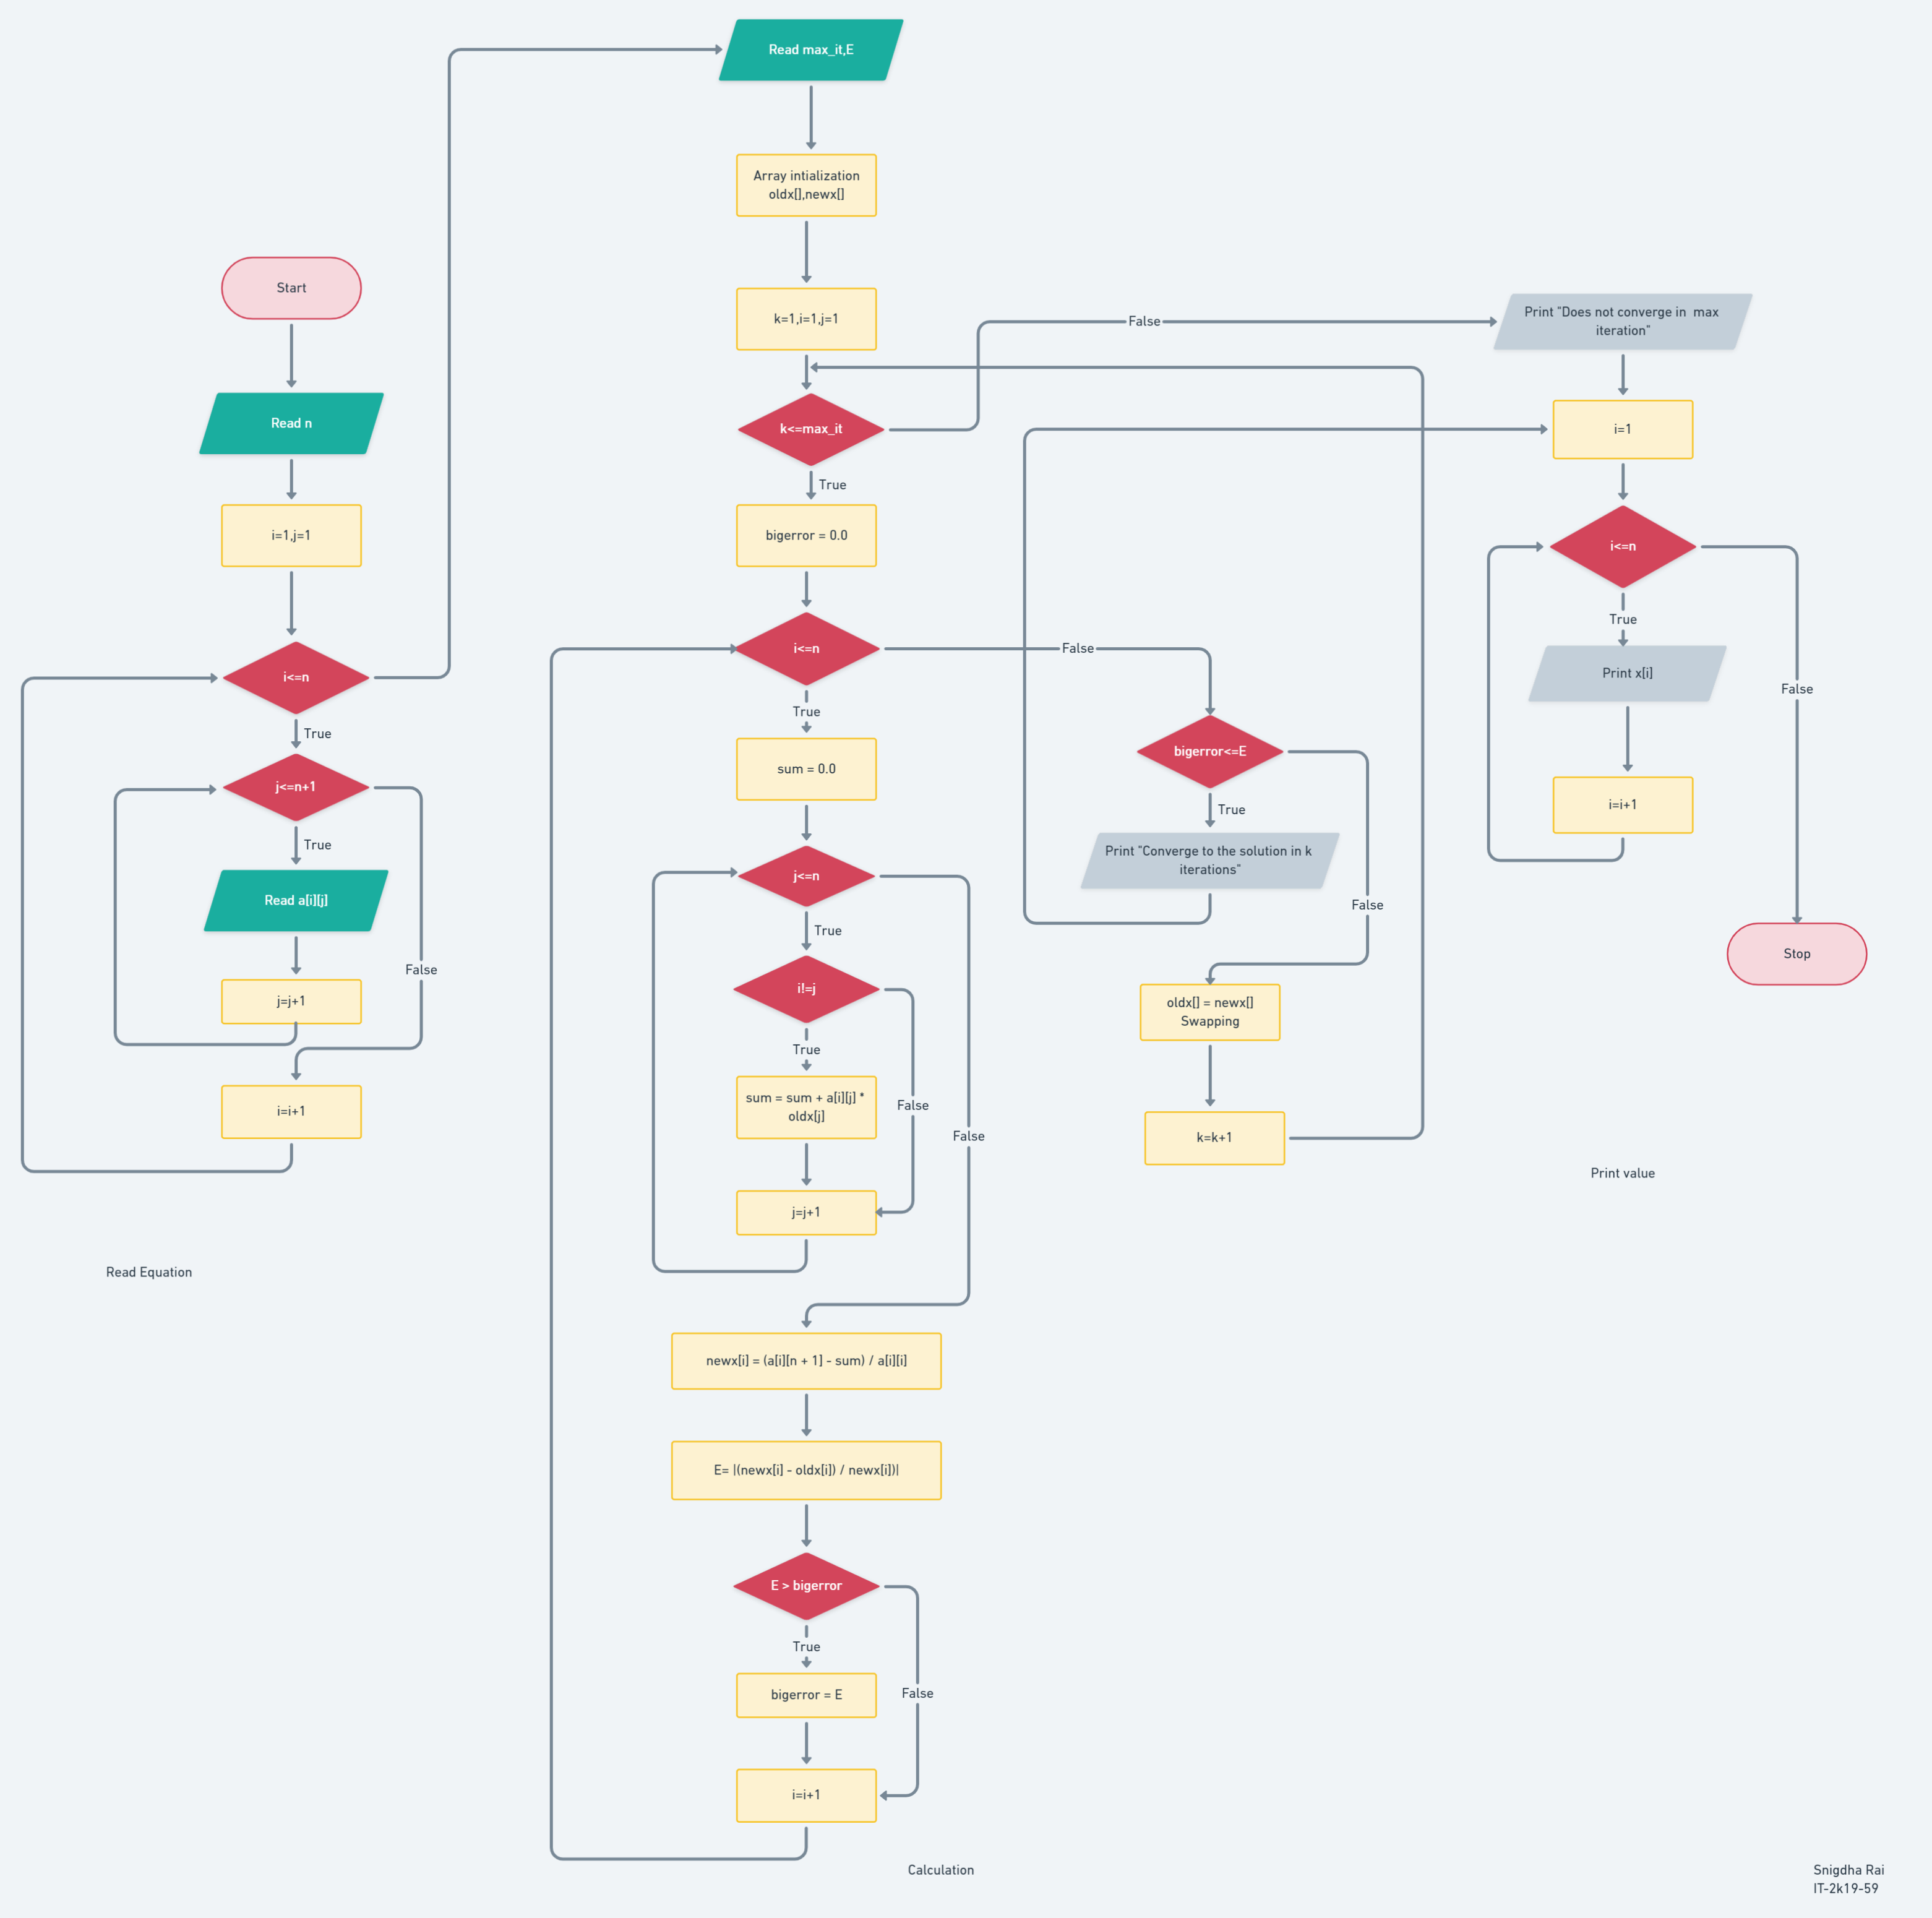 Start
Read n
i=1,j=1
i<=n
True
j<=n+1
True
Read a[i][j]
False
j=j+1
i=i+1
Read Equation
Read max_it,E
Array intialization
oldx[],newx[]
k=1,i=1,j=1
k<=max_it
False
True
bigerror = 0.0
i<=n
False
True
sum = 0.0
j<=n
True
i!=j
True
sum = sum + a[i][j] *
oldx[j]
False
False
j=j+1
newx[i] = (a[i][n + 1] - sum) / a[i][i]
E= |(newx[i] - oldx[i]) / newx[i])|
E > bigerror
True
bigerror = E
False
i=i+1
Calculation
bigerror<=E
True
Print "Converge to the solution in k
iterations"
False
oldx[] = newx[]
Swapping
k=k+1
Print "Does not converge in  max
iteration"
i=1
i<=n
True
Print x[i]
False
i=i+1
Stop
Print value
Snigdha Rai
IT-2k19-59